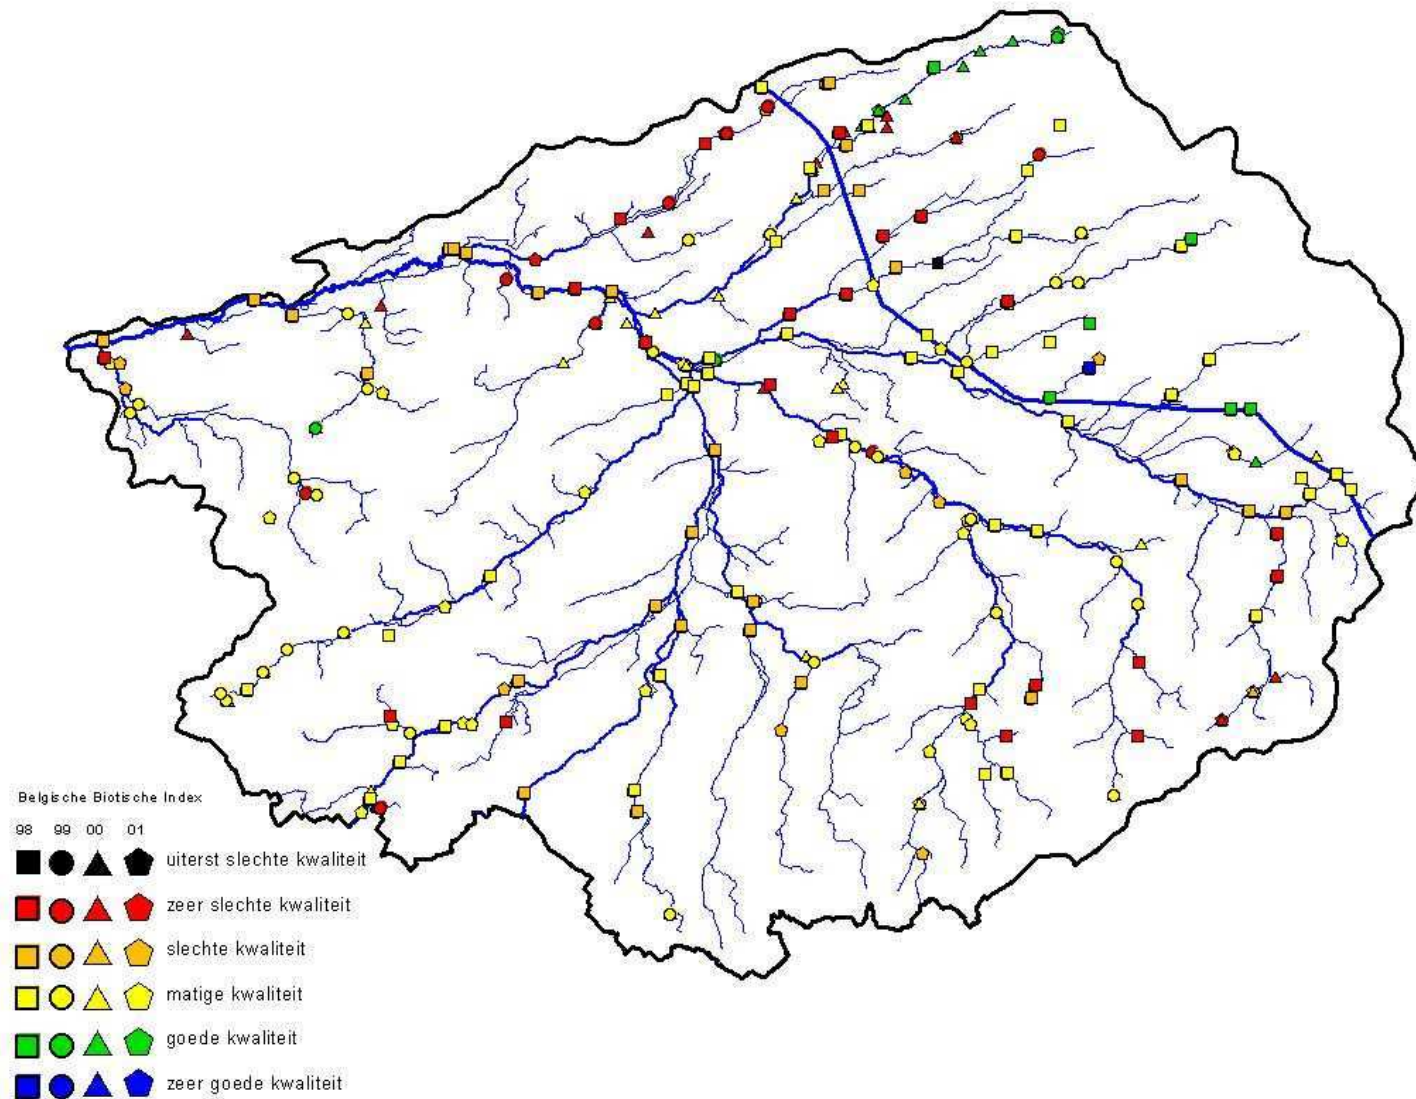 Belgische Biotische Index
98 99 00 01
uiterst slechte kwaliteit
zeer slechte kwaliteit
slechte kwaliteit
matige kwaliteit
goede kwaliteit
zeer goede kwaliteit